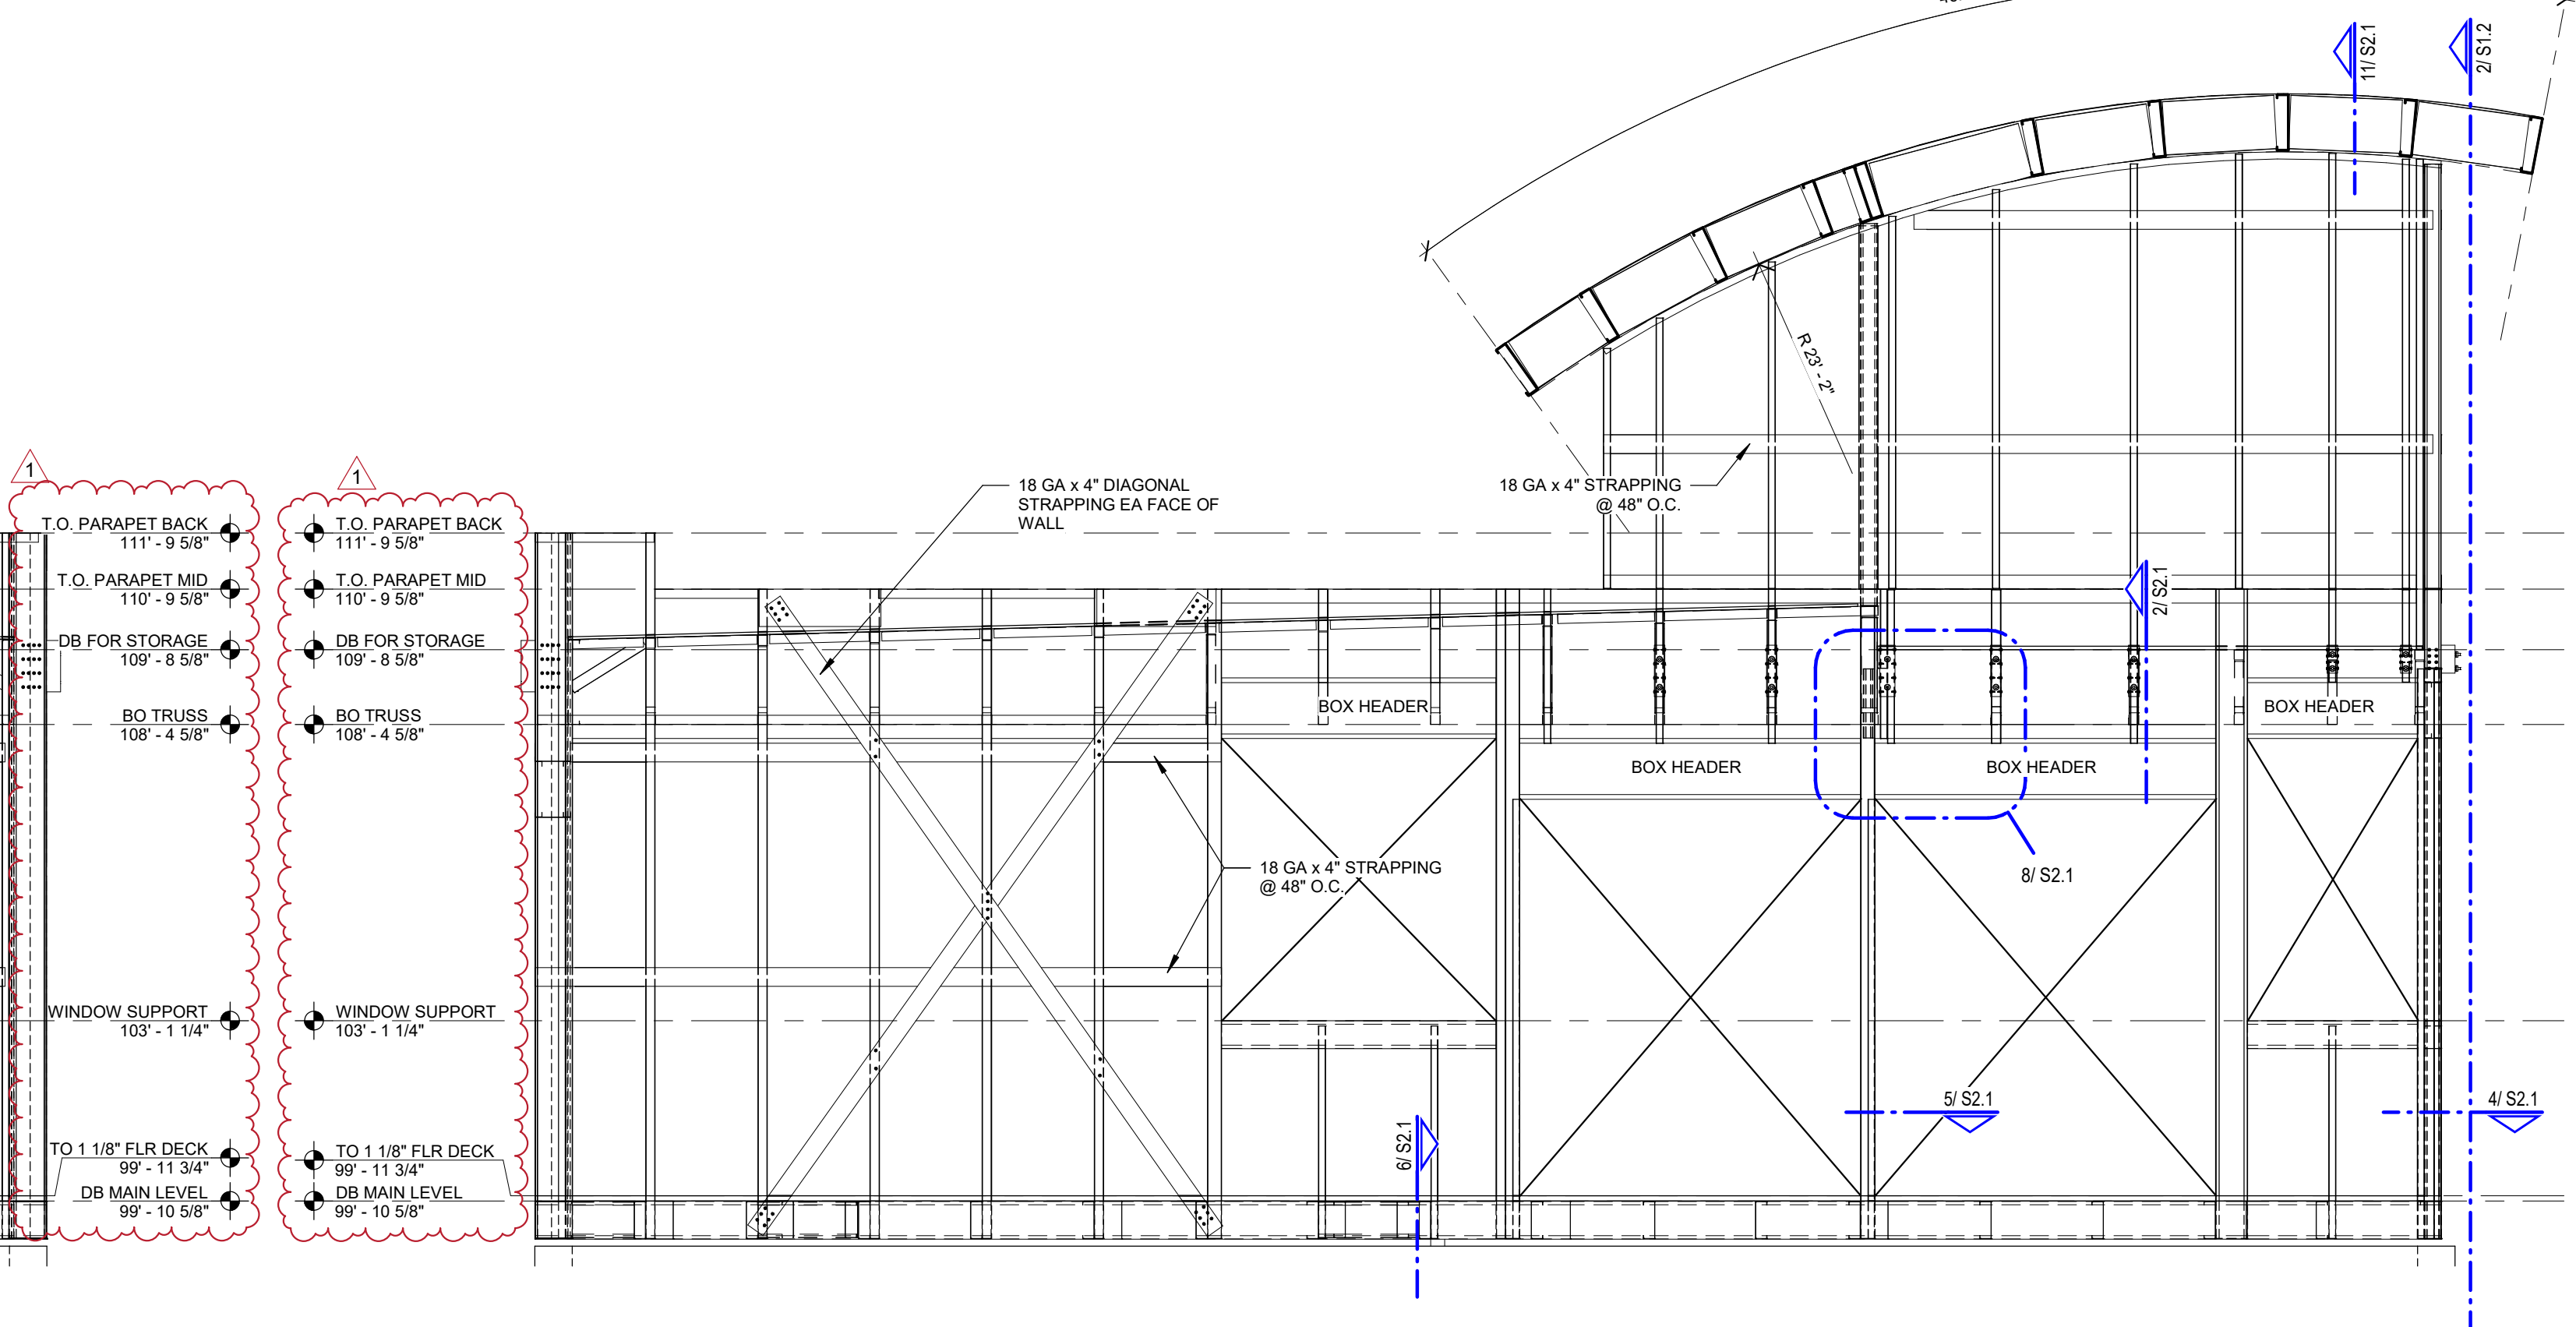 11/ S2.1
2/ S1.2
R 23' - 2"
1
1
18 GA x 4" DIAGONAL
STRAPPING EA FACE OF
WALL
18 GA x 4" STRAPPING
@ 48" O.C.
T.O. PARAPET BACK
111' - 9 5/8"
T.O. PARAPET MID
110' - 9 5/8"
DB FOR STORAGE
109' - 8 5/8"
BO TRUSS
108' - 4 5/8"
WINDOW SUPPORT
103' - 1 1/4"
TO 1 1/8" FLR DECK
99' - 11 3/4"
DB MAIN LEVEL
99' - 10 5/8"
T.O. PARAPET BACK
111' - 9 5/8"
T.O. PARAPET MID
110' - 9 5/8"
DB FOR STORAGE
109' - 8 5/8"
BO TRUSS
108' - 4 5/8"
WINDOW SUPPORT
103' - 1 1/4"
TO 1 1/8" FLR DECK
99' - 11 3/4"
DB MAIN LEVEL
99' - 10 5/8"
2/ S2.1
BOX HEADER
BOX HEADER
BOX HEADER
BOX HEADER
18 GA x 4" STRAPPING
@ 48" O.C.
8/ S2.1
6/ S2.1
5/ S2.1
4/ S2.1